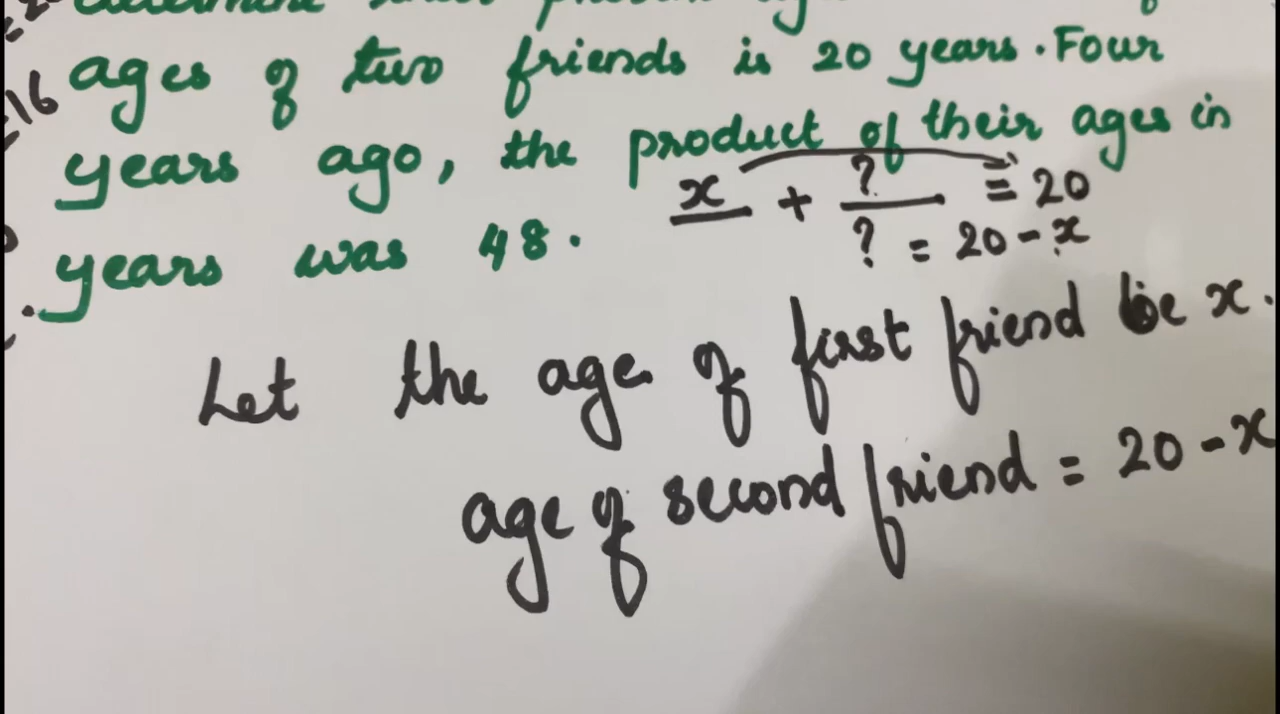 ages of two friends is 20 years. Four
years ago, the product of their ages in
years was 48.
x + ? = 20
? = 20 - x
Let the age of first friend be x.
age of second friend = 20 - x